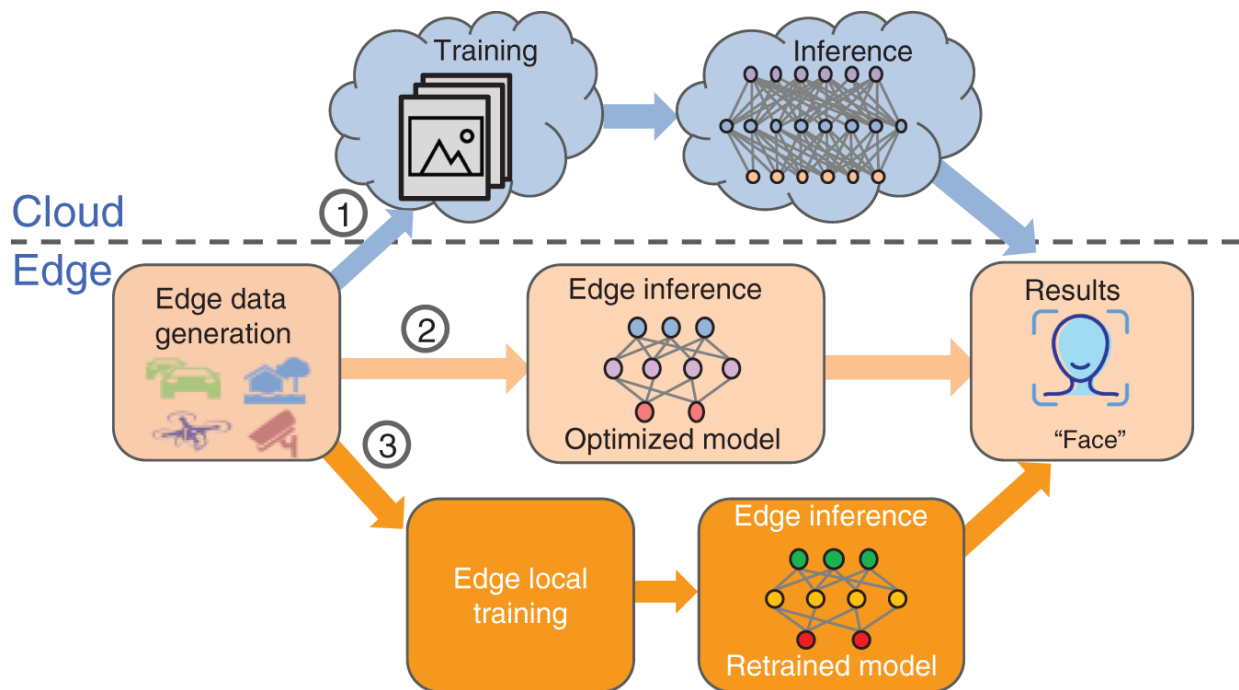 Training
Inference
1
Cloud
Edge
Edge data
generation
2
Edge inference
Optimized model
Results
“Face”
3
Edge local
training
Edge inference
Retrained model